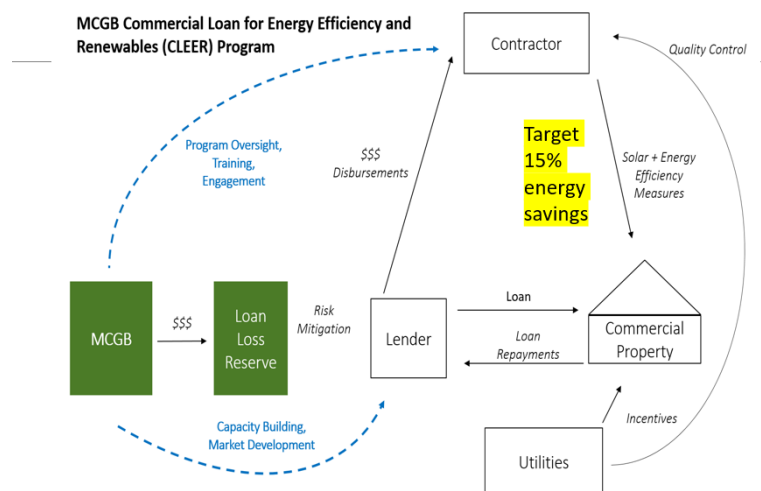 MCGB Commercial Loan for Energy Efficiency and
Renewables (CLEER) Program
Contractor
Quality Control
Program Oversight,
Training,
Engagement
$$$
Disbursements
Target
15%
energy
savings
Solar + Energy
Efficiency
Measures
MCGB
$$$
Loan
Loss
Reserve
Risk
Mitigation
Lender
Loan
Loan
Repayments
Commercial
Property
Capacity Building,
Market Development
Incentives
Utilities